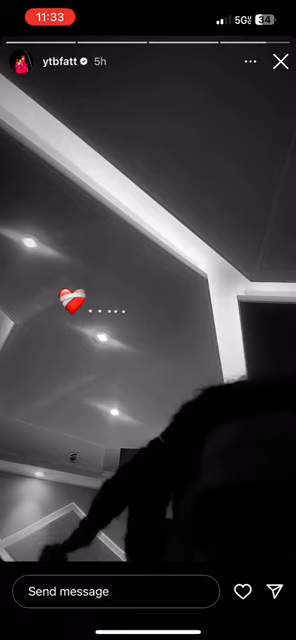 11:33
5G
34
ytbfatt 5h
❤️‍🩹.....
Send message